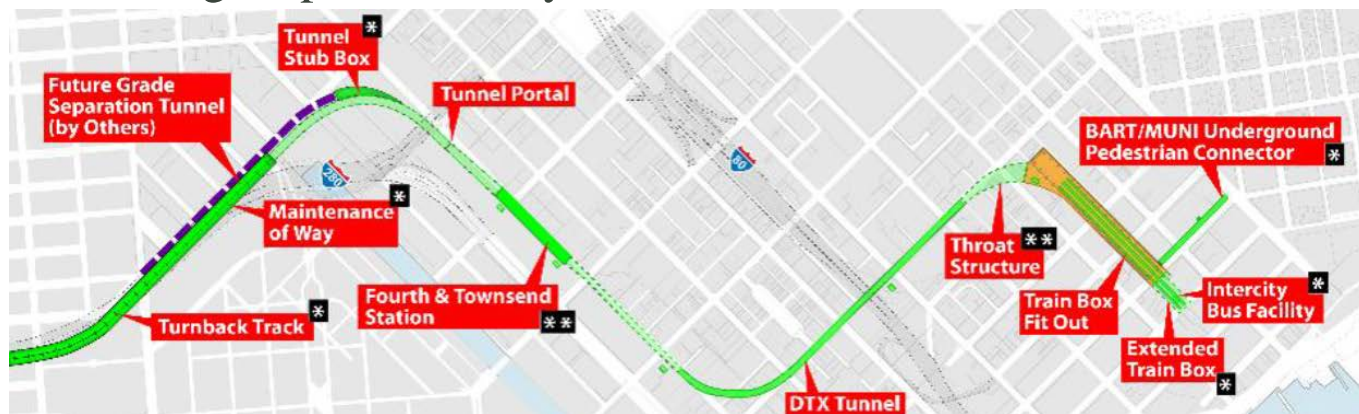 Tunnel *
Stub Box
Future Grade
Separation Tunnel
(by Others)
Tunnel Portal
BART/MUNI Underground
Pedestrian Connector *
280
80
Maintenance *
of Way
Throat **
Structure
Fourth & Townsend
Station **
Turnback Track *
Train Box
Fit Out
Intercity *
Bus Facility
Extended
Train Box *
DTX Tunnel